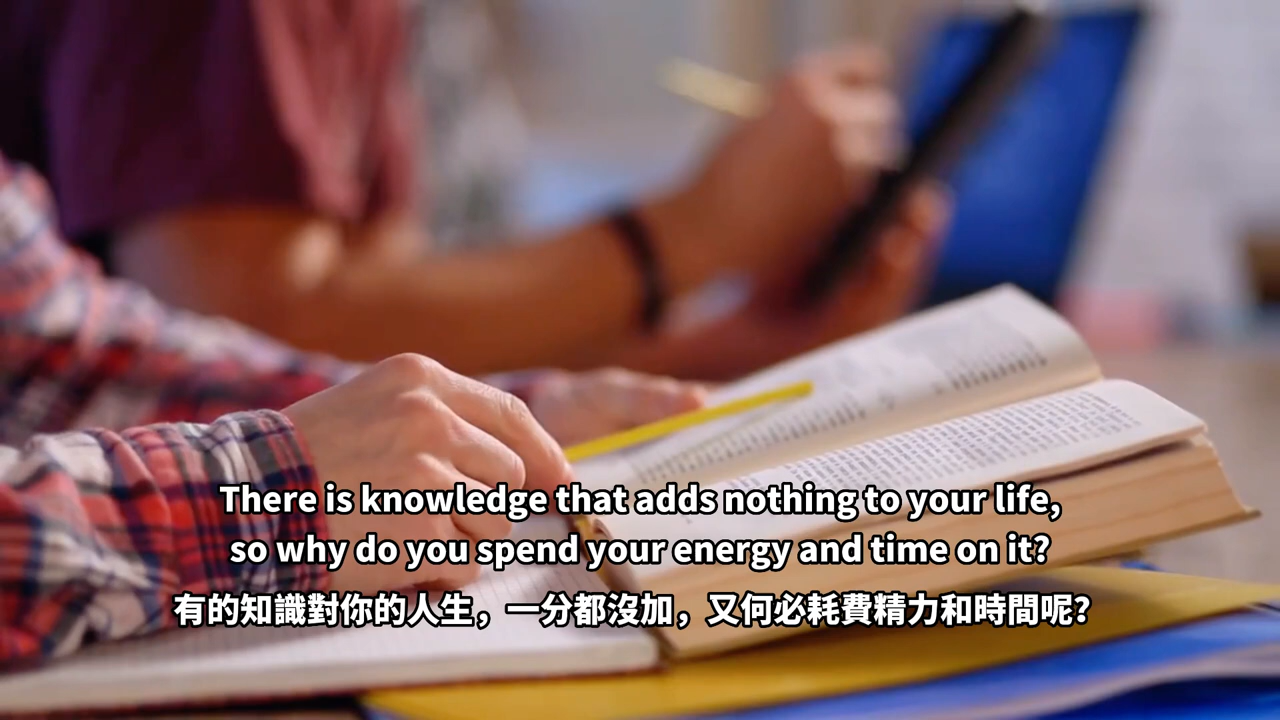 There is knowledge that adds nothing to your life,
so why do you spend your energy and time on it?
有的知識對你的人生，一分都沒加，又何必耗費精力和時間呢？